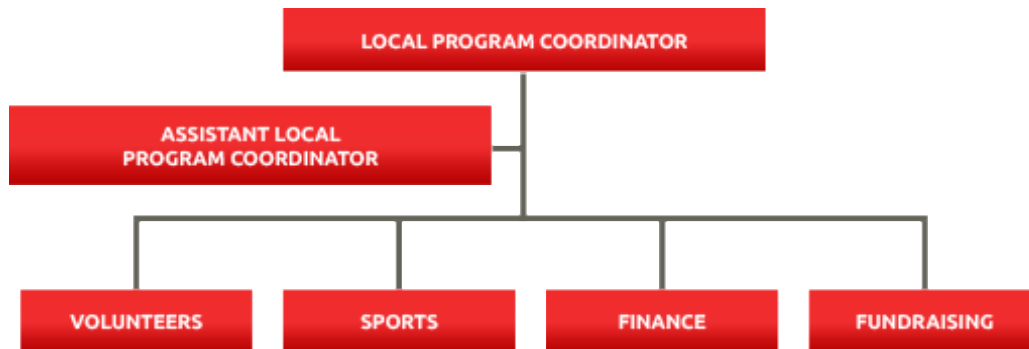 LOCAL PROGRAM COORDINATOR
ASSISTANT LOCAL
PROGRAM COORDINATOR
VOLUNTEERS
SPORTS
FINANCE
FUNDRAISING